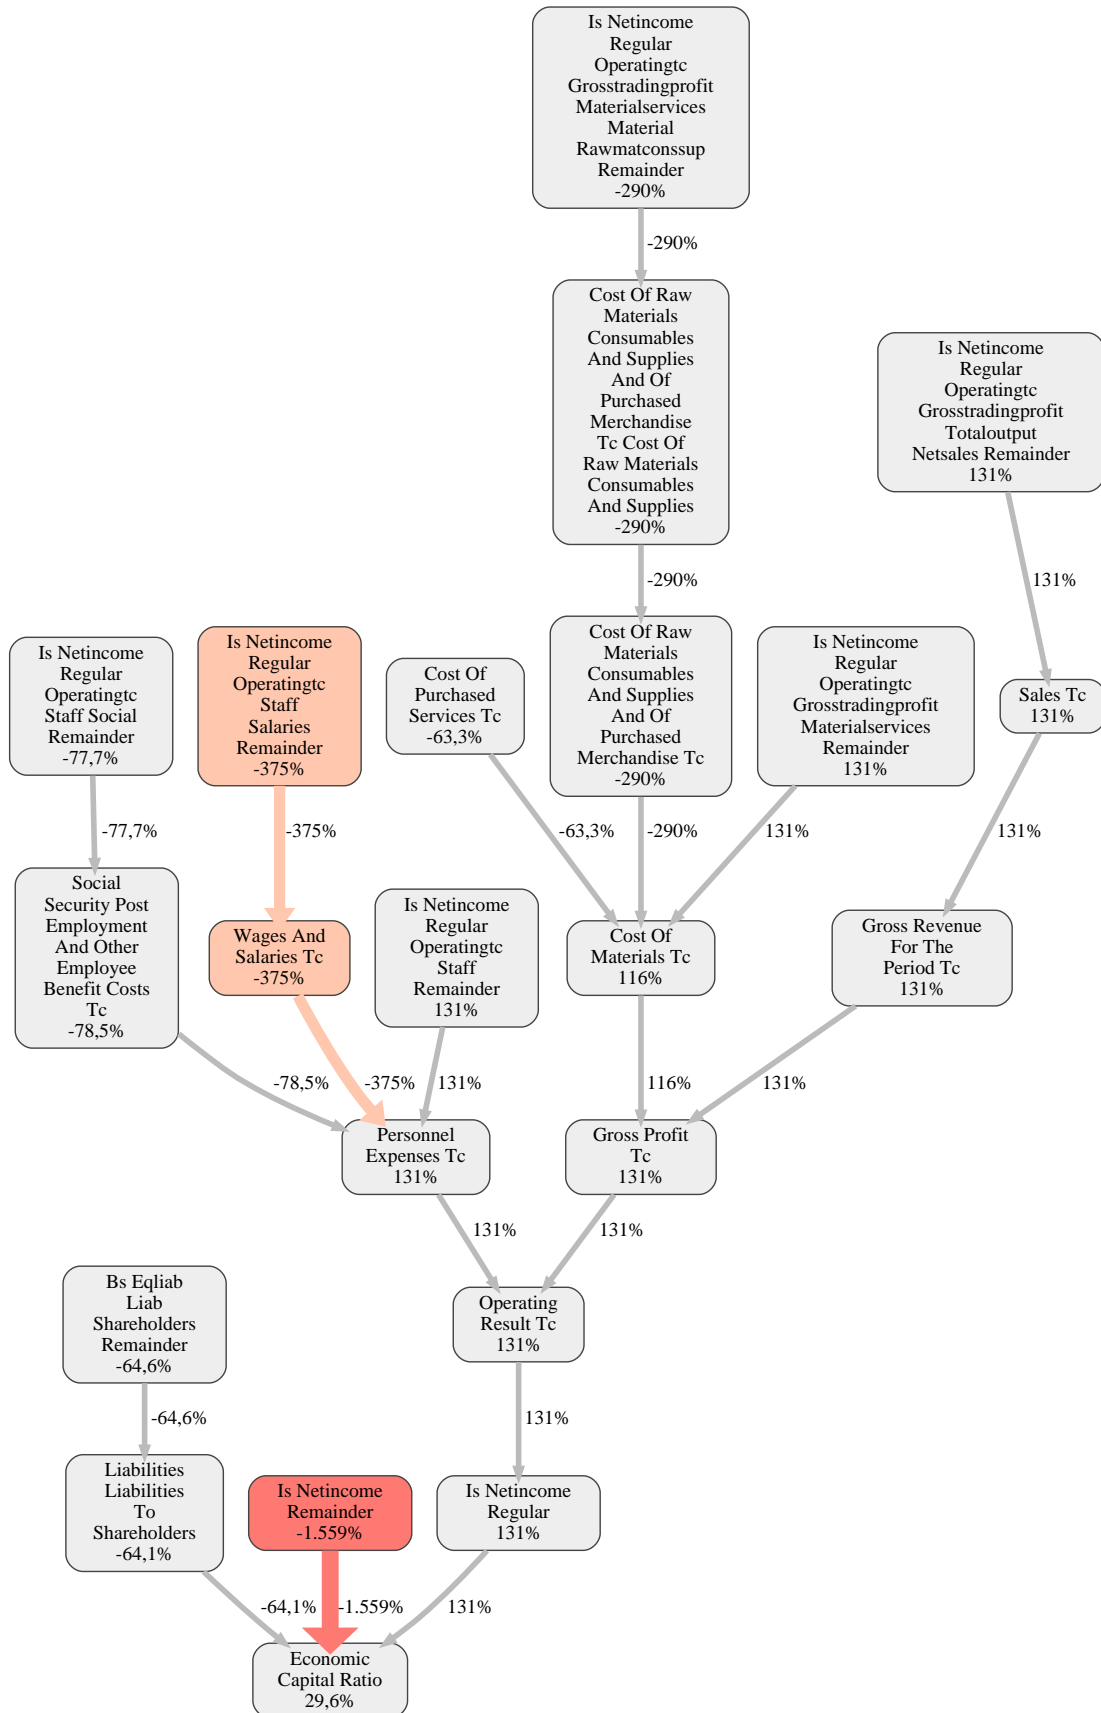 Is Netincome
Regular
Operatingtc
Grosstradingprofit
Materialservices
Material
Rawmatconssup
Remainder
-290%
-290%
Cost Of Raw
Materials
Consumables
And Supplies
And Of
Purchased
Merchandise
Tc Cost Of
Raw Materials
Consumables
And Supplies
-290%
Is Netincome
Regular
Operatingtc
Grosstradingprofit
Totaloutput
Netsales Remainder
131%
-290%
131%
Is Netincome
Regular
Operatingtc
Staff Social
Remainder
-77,7%
Is Netincome
Regular
Operatingtc
Staff
Salaries
Remainder
-375%
Cost Of
Purchased
Services Tc
-63,3%
Cost Of Raw
Materials
Consumables
And Supplies
And Of
Purchased
Merchandise Tc
-290%
Is Netincome
Regular
Operatingtc
Grosstradingprofit
Materialservices
Remainder
131%
Sales Tc
131%
-77,7%
-375%
-63,3%
-290%
131%
131%
Social
Security Post
Employment
And Other
Employee
Benefit Costs
Tc
-78,5%
Wages And
Salaries Tc
-375%
Is Netincome
Regular
Operatingtc
Staff
Remainder
131%
Cost Of
Materials Tc
116%
Gross Revenue
For The
Period Tc
131%
-78,5%
-375%
131%
116%
131%
Personnel
Expenses Tc
131%
Gross Profit
Tc
131%
131%
131%
Bs Eqliab
Liab
Shareholders
Remainder
-64,6%
Operating
Result Tc
131%
-64,6%
131%
Liabilities
Liabilities
To
Shareholders
-64,1%
Is Netincome
Remainder
-1.559%
Is Netincome
Regular
131%
-64,1%
-1.559%
131%
Economic
Capital Ratio
29,6%